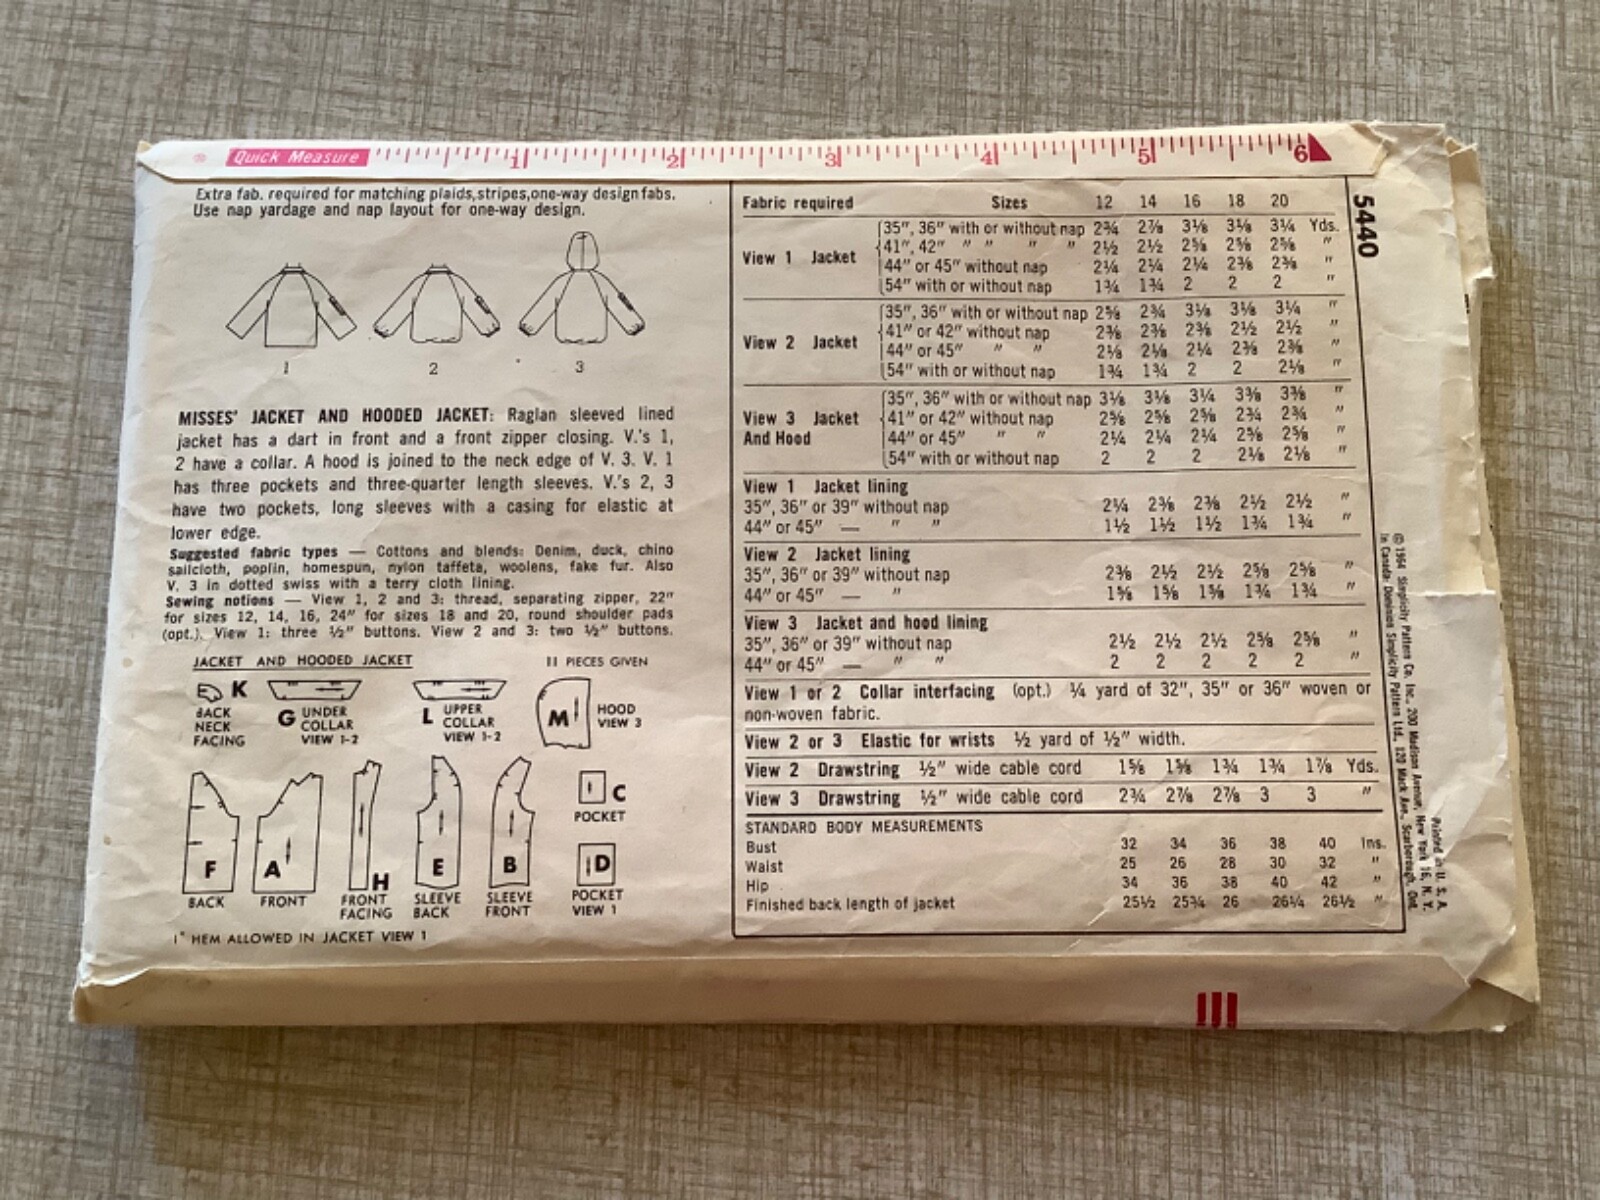 Quick Measure 1 2 3 4 5 6
Extra fab. required for matching plaids, stripes, one-way design fabs.
Use nap yardage and nap layout for one-way design.
1 2 3
MISSES' JACKET AND HOODED JACKET: Raglan sleeved lined
jacket has a dart in front and a front zipper closing. V.'s 1,
2 have a collar. A hood is joined to the neck edge of V. 3. V. 1
has three pockets and three-quarter length sleeves. V.'s 2, 3
have two pockets, long sleeves with a casing for elastic at
lower edge.
Suggested fabric types — Cottons and blends: Denim, duck, chino
sailcloth, poplin, homespun, nylon taffeta, woolens, fake fur. Also
V. 3 in dotted swiss with a terry cloth lining.
Sewing notions — View 1, 2 and 3: thread, separating zipper, 22"
for sizes 12, 14, 16, 24" for sizes 18 and 20, round shoulder pads
(opt.). View 1: three ½" buttons. View 2 and 3: two ½" buttons.
JACKET AND HOODED JACKET 11 PIECES GIVEN
K
BACK
NECK
FACING
G UNDER
COLLAR
VIEW 1-2
L UPPER
COLLAR
VIEW 1-2
M HOOD
VIEW 3
F
BACK
A
FRONT
H
FRONT
FACING
E
SLEEVE
BACK
B
SLEEVE
FRONT
C
POCKET
D
POCKET
VIEW 1
1" HEM ALLOWED IN JACKET VIEW 1
Fabric required Sizes 12 14 16 18 20
View 1 Jacket
35", 36" with or without nap 2¾ 2⅞ 3⅛ 3⅛ 3¼ Yds.
41", 42" " " " " 2½ 2½ 2⅝ 2⅝ 2⅝ "
44" or 45" without nap 2¼ 2¼ 2¼ 2⅜ 2⅜ "
54" with or without nap 1¾ 1¾ 2 2 2 "
View 2 Jacket
35", 36" with or without nap 2⅝ 2¾ 3⅛ 3⅛ 3¼ "
41" or 42" without nap 2⅜ 2⅜ 2⅜ 2½ 2½ "
44" or 45" " " 2⅛ 2⅛ 2¼ 2⅜ 2⅜ "
54" with or without nap 1¾ 1¾ 2 2 2⅛ "
View 3 Jacket
And Hood
35", 36" with or without nap 3⅛ 3⅛ 3¼ 3⅜ 3⅜ "
41" or 42" without nap 2⅝ 2⅝ 2⅝ 2¾ 2¾ "
44" or 45" " " 2¼ 2¼ 2¼ 2⅝ 2⅝ "
54" with or without nap 2 2 2 2⅛ 2⅛ "
View 1 Jacket lining
35", 36" or 39" without nap 2¼ 2⅜ 2⅜ 2½ 2½ "
44" or 45" — " " 1½ 1½ 1½ 1¾ 1¾ "
View 2 Jacket lining
35", 36" or 39" without nap 2⅜ 2½ 2½ 2⅝ 2⅝ "
44" or 45" — " 1⅝ 1⅝ 1⅝ 1¾ 1¾ "
View 3 Jacket and hood lining
35", 36" or 39" without nap 2½ 2½ 2½ 2⅝ 2⅝ "
44" or 45" — " " 2 2 2 2 2 "
View 1 or 2 Collar interfacing (opt.) ¼ yard of 32", 35" or 36" woven or
non-woven fabric.
View 2 or 3 Elastic for wrists ½ yard of ½" width.
View 2 Drawstring ½" wide cable cord 1⅝ 1⅝ 1¾ 1¾ 1⅞ Yds.
View 3 Drawstring ½" wide cable cord 2¾ 2⅞ 2⅞ 3 3 "
STANDARD BODY MEASUREMENTS
Bust 32 34 36 38 40 Ins.
Waist 25 26 28 30 32 "
Hip 34 36 38 40 42 "
Finished back length of jacket 25½ 25¾ 26 26¼ 26½ "
5440
© 1964 Simplicity Pattern Co. Inc., 200 Madison Avenue, New York 16, N. Y.
In Canada: Dominion Simplicity Pattern Ltd., 120 Mack Ave., Scarborough, Ont.
Printed in U. S. A.